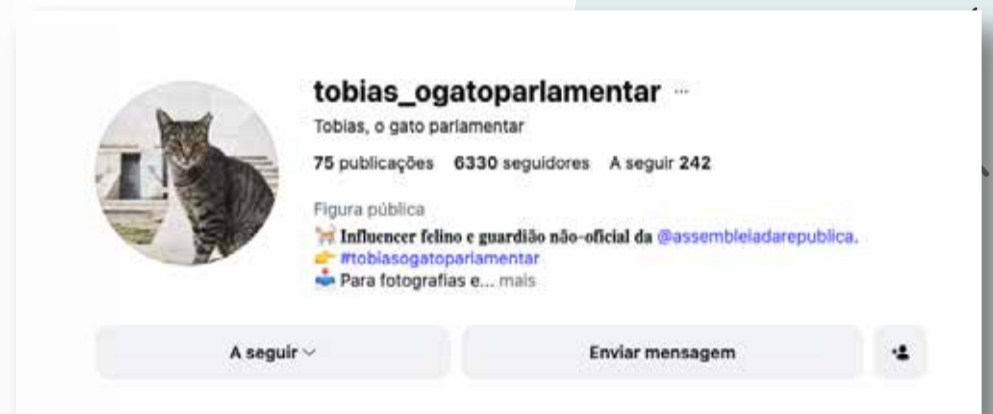 tobias_ogatoparlamentar ...
Tobias, o gato parlamentar
75 publicações 6330 seguidores A seguir 242
Figura pública
🐈 Influencer felino e guardião não-oficial da @assembleiadarepublica.
👉 #tobiasogatoparlamentar
🗳️ Para fotografias e... mais
A seguir
Enviar mensagem